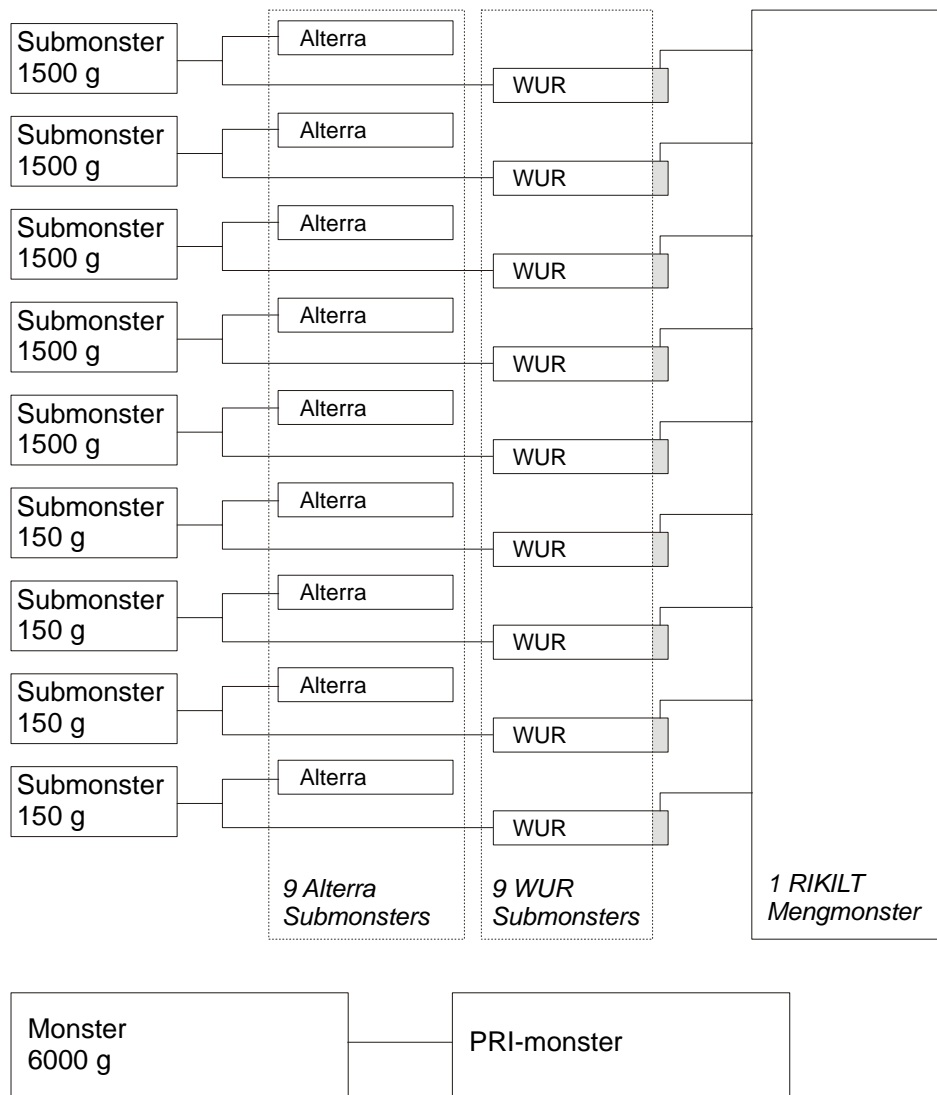 Submonster
1500 g
Alterra
WUR
Submonster
1500 g
Alterra
WUR
Submonster
1500 g
Alterra
WUR
Submonster
1500 g
Alterra
WUR
Submonster
1500 g
Alterra
WUR
Submonster
150 g
Alterra
WUR
Submonster
150 g
Alterra
WUR
Submonster
150 g
Alterra
WUR
Submonster
150 g
Alterra
WUR
9 Alterra
Submonsters
9 WUR
Submonsters
1 RIKILT
Mengmonster
Monster
6000 g
PRI-monster